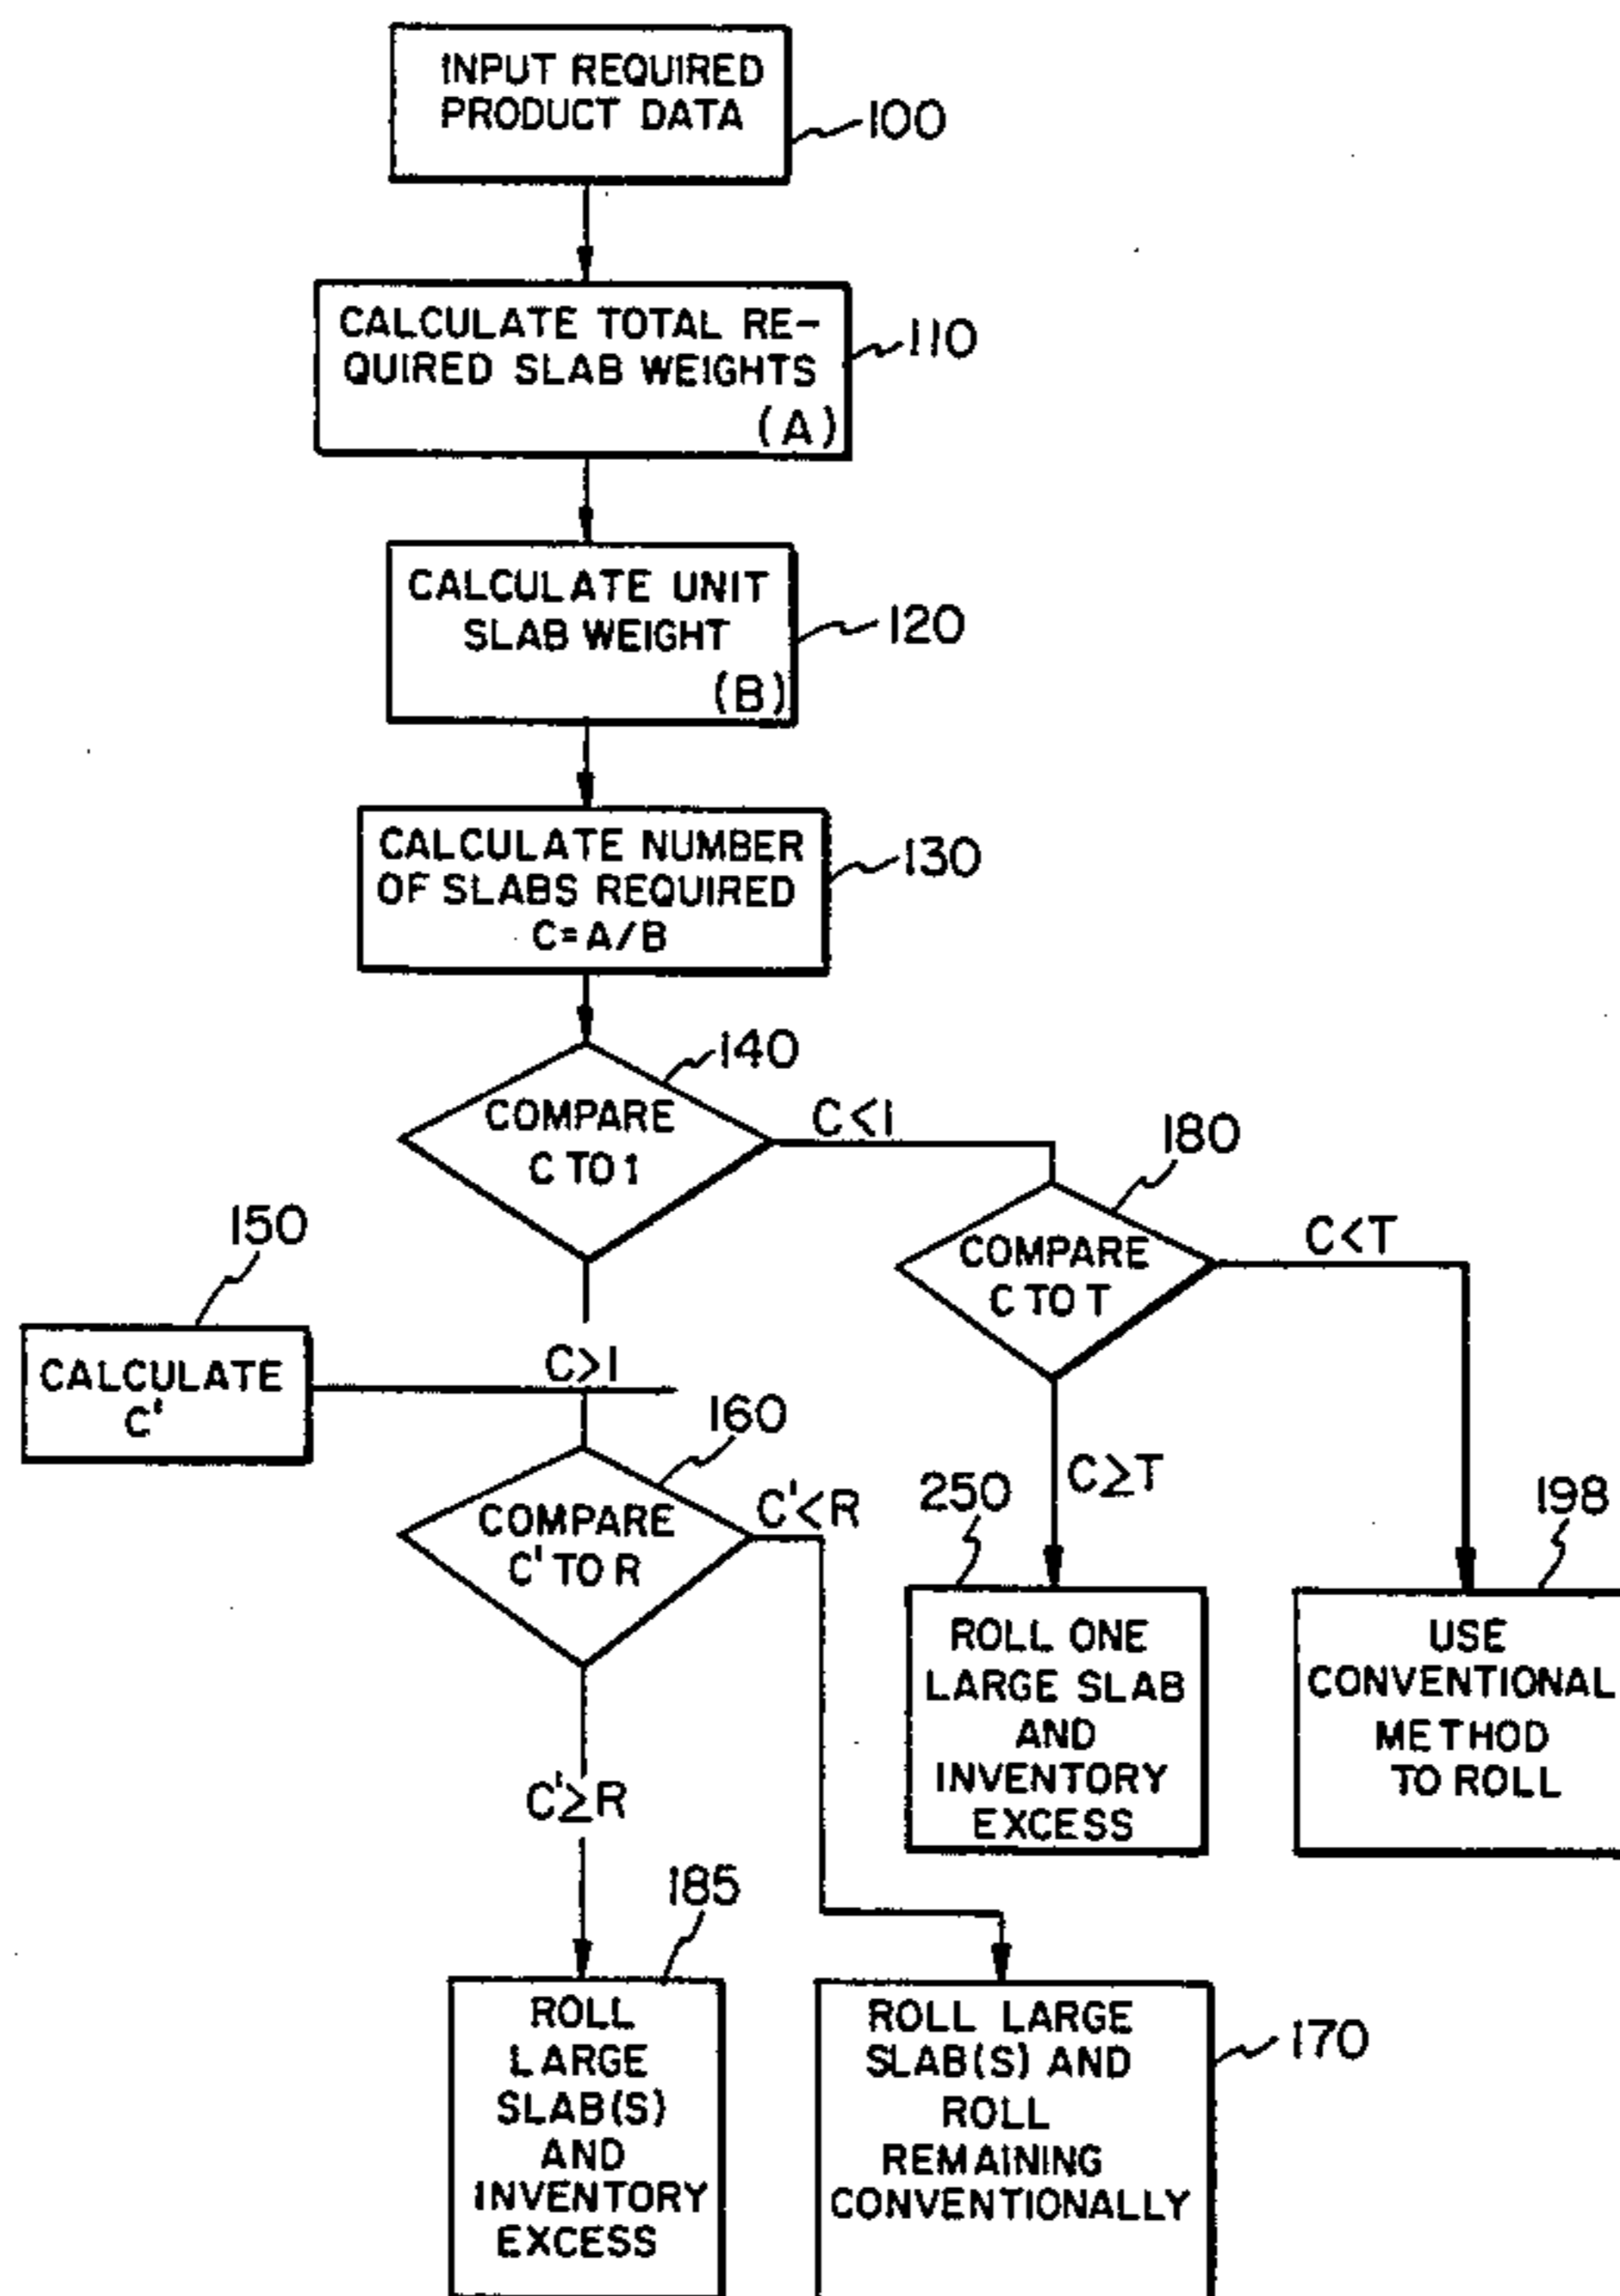 INPUT REQUIRED
PRODUCT DATA
100
CALCULATE TOTAL RE-
QUIRED SLAB WEIGHTS
(A)
110
CALCULATE UNIT
SLAB WEIGHT
(B)
120
CALCULATE NUMBER
OF SLABS REQUIRED
C=A/B
130
140
COMPARE
C TO 1
C<1
180
COMPARE
C TO T
C<T
150
CALCULATE
C'
C>1
160
COMPARE
C' TO R
C'<R
C≥T
250
198
ROLL ONE
LARGE SLAB
AND
INVENTORY
EXCESS
USE
CONVENTIONAL
METHOD
TO ROLL
C'≥R
185
ROLL
LARGE
SLAB(S)
AND
INVENTORY
EXCESS
ROLL LARGE
SLAB(S) AND
ROLL
REMAINING
CONVENTIONALLY
170